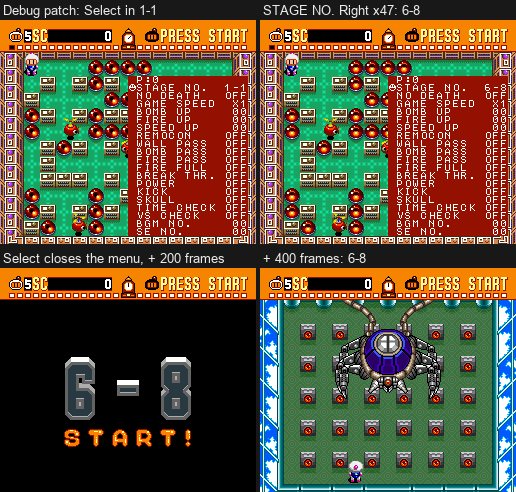 Debug patch: Select in 1-1
5SC 0 PRESS START
P:0
STAGE NO. 1-1
NO DEATH OFF
GAME SPEED X1
BOMB UP 00
FIRE UP 00
SPEED UP 00
REMOCON OFF
WALL PASS OFF
BOMB PASS OFF
FIRE PASS OFF
FIRE FULL OFF
BREAK THR. OFF
POWER OFF
KICK OFF
SKULL OFF
TIME CHECK OFF
VS CHECK OFF
BGM NO. 00
SE NO. 00
STAGE NO. Right x47: 6-8
5SC 0 PRESS START
P:0
STAGE NO. 6-8
NO DEATH OFF
GAME SPEED X1
BOMB UP 00
FIRE UP 00
SPEED UP 00
REMOCON OFF
WALL PASS OFF
BOMB PASS OFF
FIRE PASS OFF
FIRE FULL OFF
BREAK THR. OFF
POWER OFF
KICK OFF
SKULL OFF
TIME CHECK OFF
VS CHECK OFF
BGM NO. 00
SE NO. 00
Select closes the menu, + 200 frames
5SC 0 PRESS START
6-8
START!
+ 400 frames: 6-8
5SC 0 PRESS START